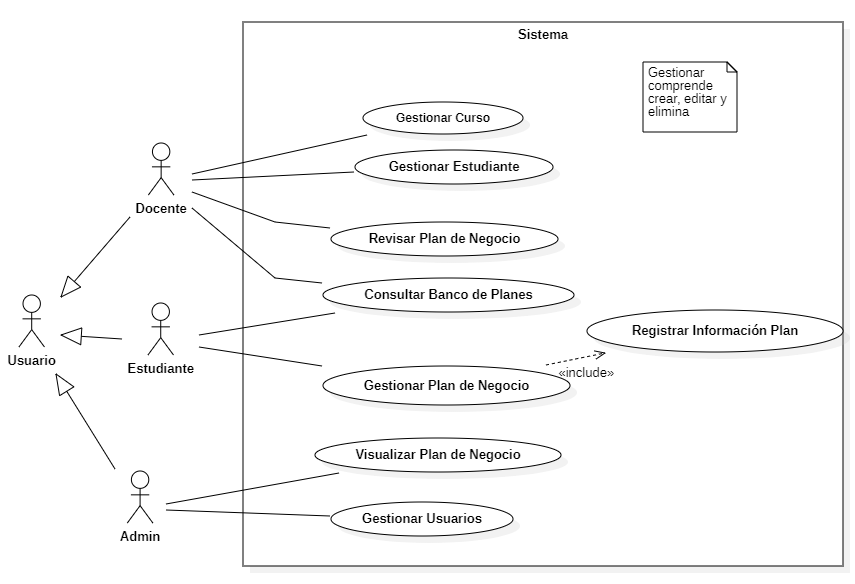 Sistema
Gestionar
comprende
crear, editar y
elimina
Gestionar Curso
Gestionar Estudiante
Docente
Revisar Plan de Negocio
Consultar Banco de Planes
Registrar Información Plan
Usuario
Estudiante
«include»
Gestionar Plan de Negocio
Visualizar Plan de Negocio
Gestionar Usuarios
Admin